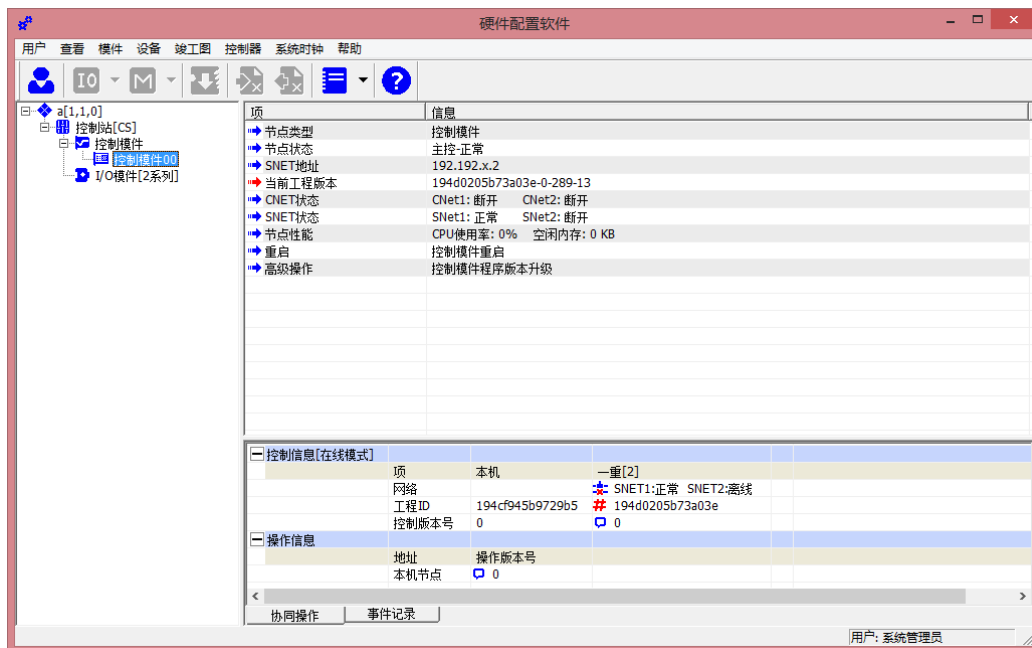 硬件配置软件
用户 查看 模件 设备 竣工图 控制器 系统时钟 帮助
IO M
a[1,1,0]
控制站[CS]
控制模件
控制模件00
I/O模件[2系列]
项 信息
节点类型 控制模件
节点状态 主控-正常
SNET地址 192.192.x.2
当前工程版本 194d0205b73a03e-0-289-13
CNET状态 CNet1: 断开 CNet2: 断开
SNET状态 SNet1: 正常 SNet2: 断开
节点性能 CPU使用率: 0% 空闲内存: 0 KB
重启 控制模件重启
高级操作 控制模件程序版本升级
控制信息[在线模式]
项 本机 一重[2]
网络 SNET1:正常 SNET2:离线
工程ID 194cf945b9729b5 # 194d0205b73a03e
控制版本号 0 0
操作信息
地址 操作版本号
本机节点 0
协同操作 事件记录
用户: 系统管理员